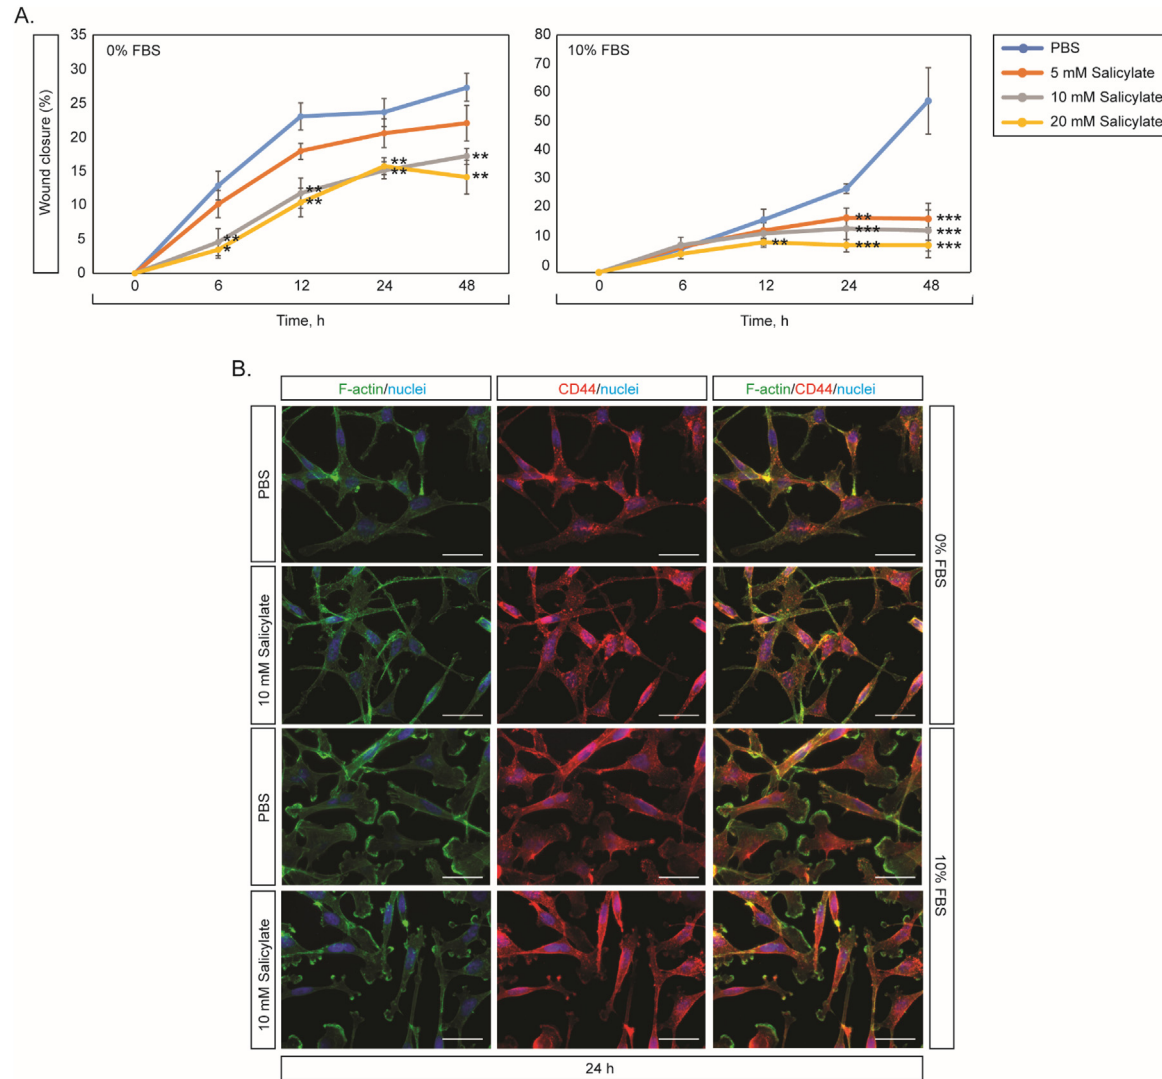 A.
Wound closure (%)
0% FBS
35
30
25
20
15
10
5
0
** 
*
**
**
**
**
**
**
0 6 12 24 48
Time, h
10% FBS
80
70
60
50
40
30
20
10
0
**
**
***
***
***
***
***
0 6 12 24 48
Time, h
PBS
5 mM Salicylate
10 mM Salicylate
20 mM Salicylate
B.
F-actin/nuclei
CD44/nuclei
F-actin/CD44/nuclei
PBS
10 mM Salicylate
0% FBS
PBS
10 mM Salicylate
10% FBS
24 h